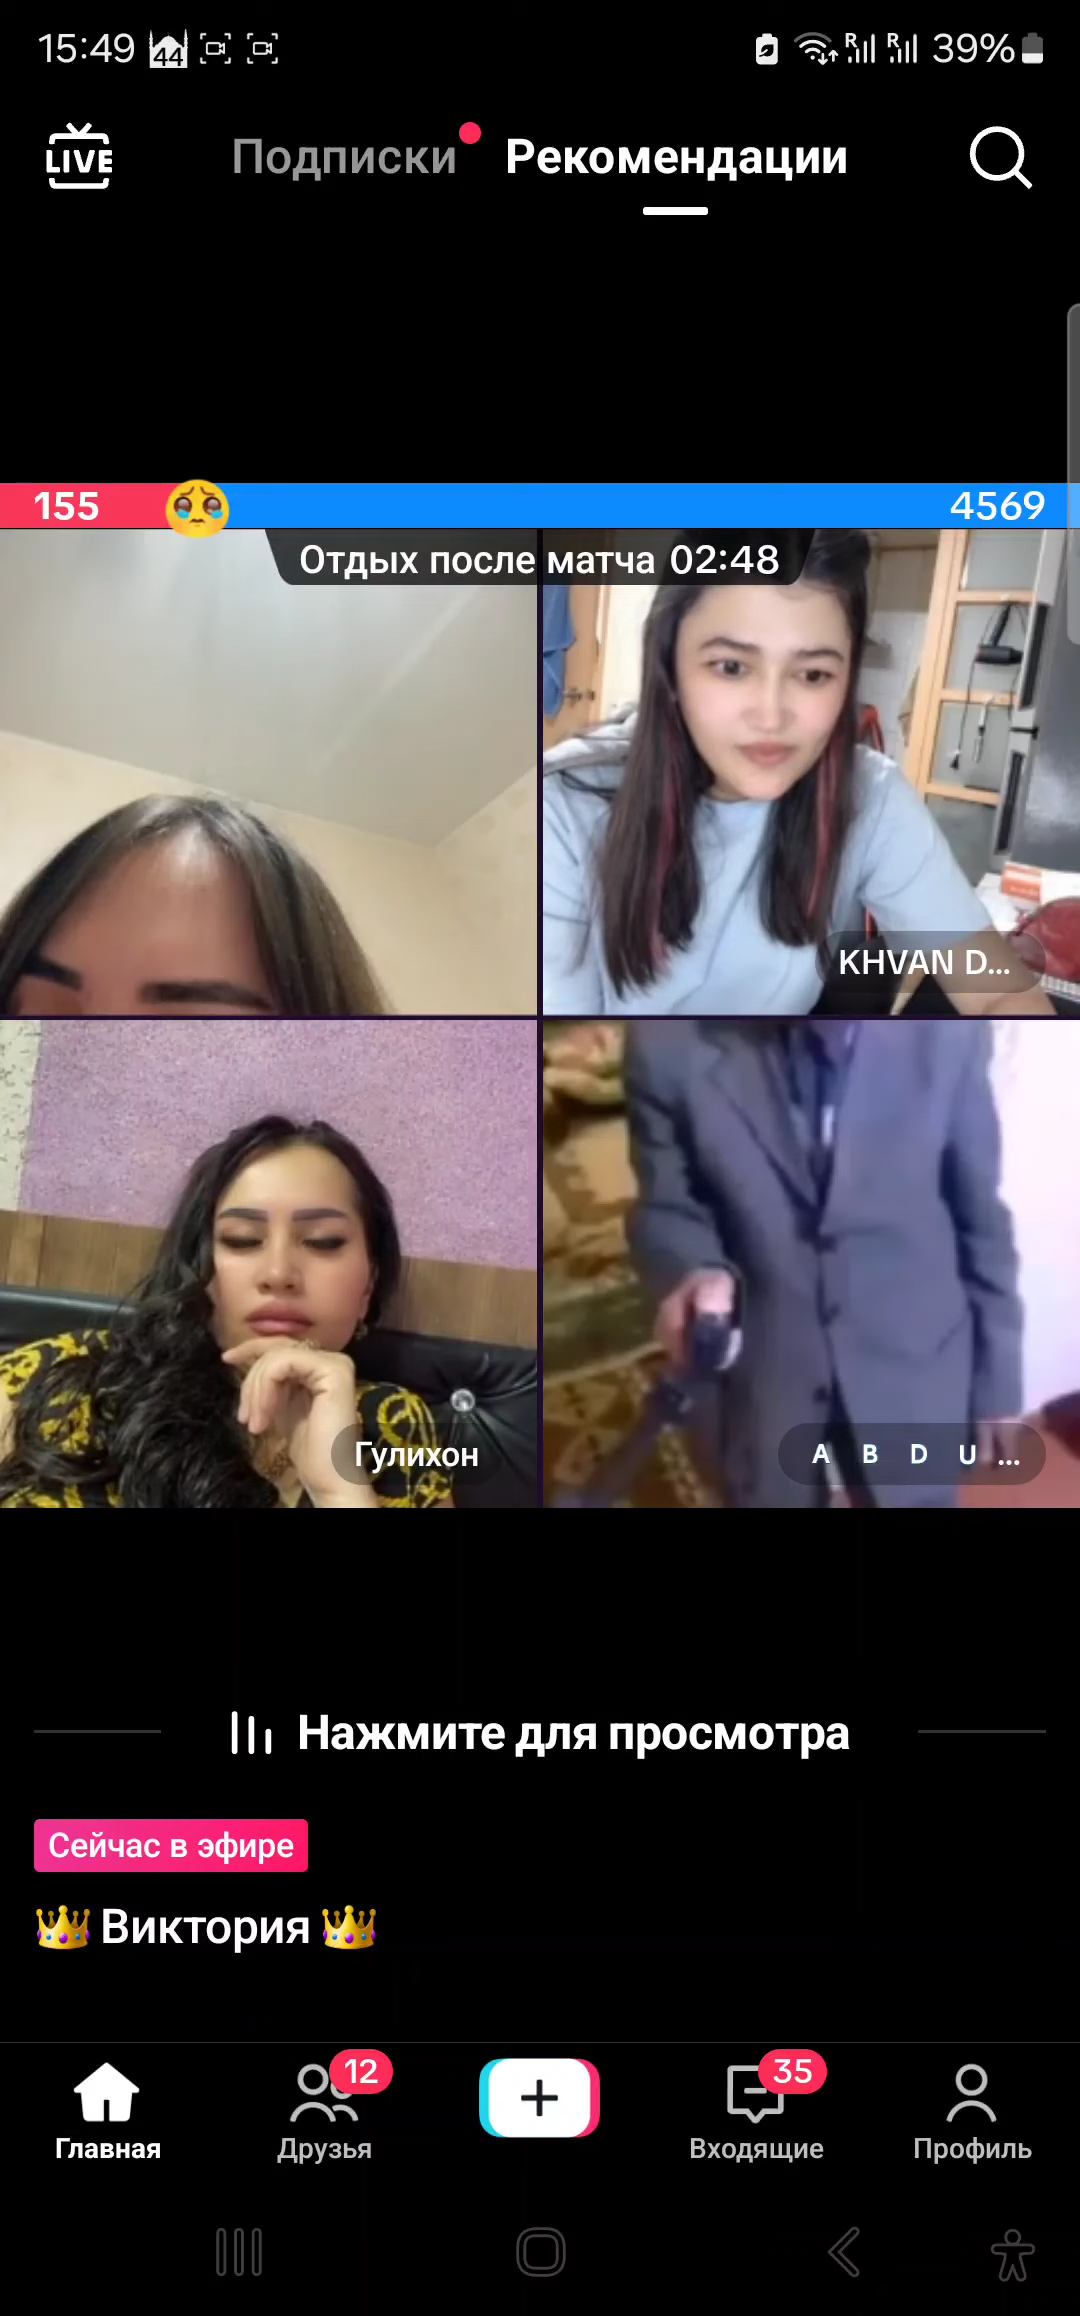 15:49 44 R R 39%
LIVE Подписки Рекомендации
155 4569
Отдых после матча 02:48
KHVAN D...
Гулихон
A B D U ...
Нажмите для просмотра
Сейчас в эфире
👑 Виктория 👑
12 35
Главная Друзья Входящие Профиль